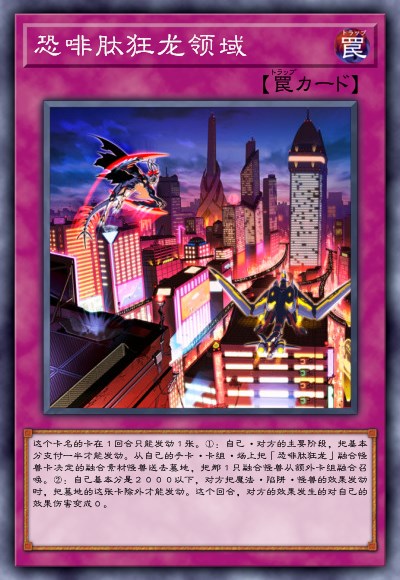 恐啡肽狂龙领域
トラップ
罠
【罠カード】
トラップ
这个卡名的卡在１回合只能发动１张。①：自己·对方的主要阶段，把基本
分支付一半才能发动。从自己的手卡·卡组·场上把「恐啡肽狂龙」融合怪
兽卡决定的融合素材怪兽送去墓地，把那１只融合怪兽从额外卡组融合召
唤。②：自己基本分是２０００以下，对方把魔法·陷阱·怪兽的效果发动
时，把墓地的这张卡除外才能发动。这个回合，对方的效果发生的对自己的
效果伤害变成０。